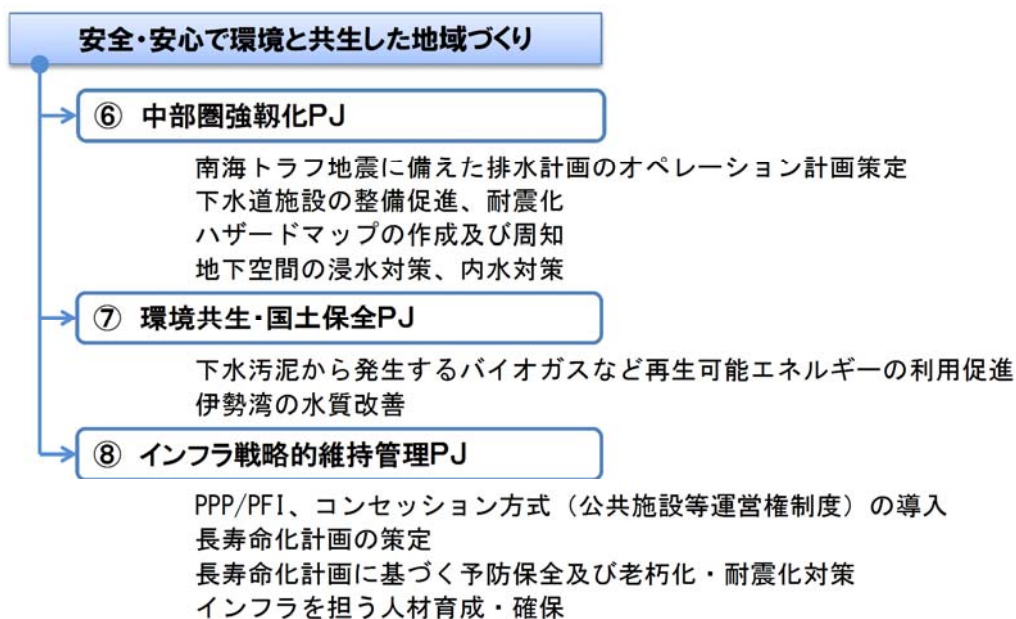 安全・安心で環境と共生した地域づくり
⑥ 中部圏強靱化PJ
南海トラフ地震に備えた排水計画のオペレーション計画策定
下水道施設の整備促進、耐震化
ハザードマップの作成及び周知
地下空間の浸水対策、内水対策
⑦ 環境共生・国土保全PJ
下水汚泥から発生するバイオガスなど再生可能エネルギーの利用促進
伊勢湾の水質改善
⑧ インフラ戦略的維持管理PJ
PPP/PFI、コンセッション方式（公共施設等運営権制度）の導入
長寿命化計画の策定
長寿命化計画に基づく予防保全及び老朽化・耐震化対策
インフラを担う人材育成・確保